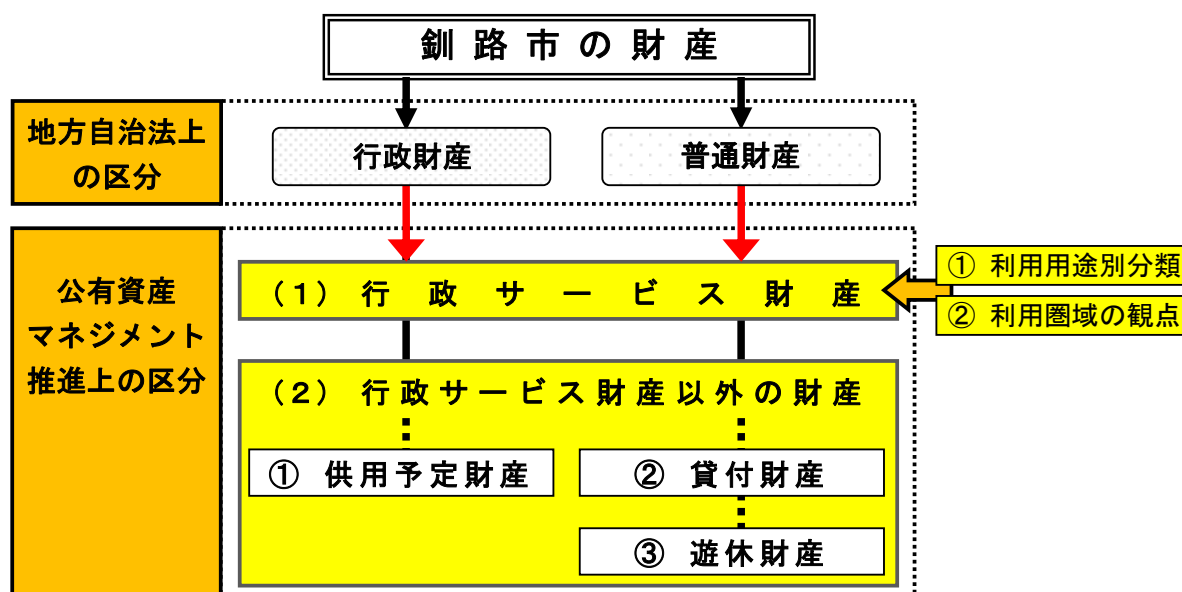 釧路市の財産
地方自治法上
の区分
行政財産
普通財産
公有資産
マネジメント
推進上の区分
(1)行政サービス財産
① 利用用途別分類
② 利用圏域の観点
(2)行政サービス財産以外の財産
① 供用予定財産
② 貸付財産
③ 遊休財産